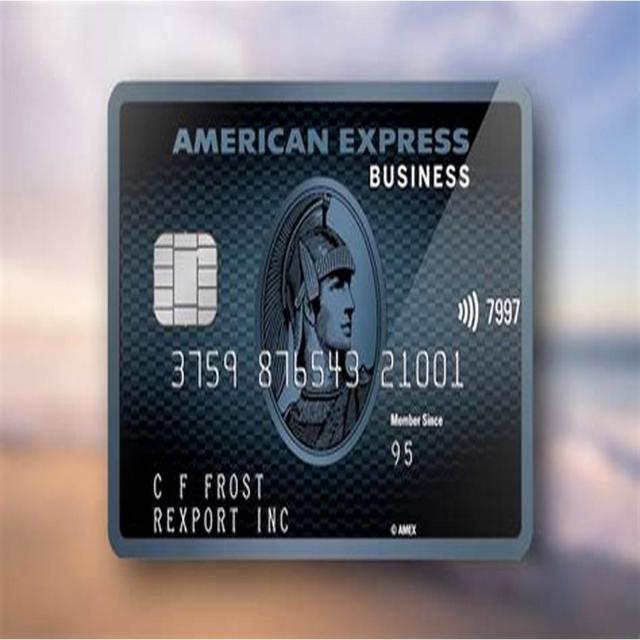 AMERICAN EXPRESS
BUSINESS
7997
3759 876543 21001
Member Since
95
C F FROST
REXPORT INC
© AMEX